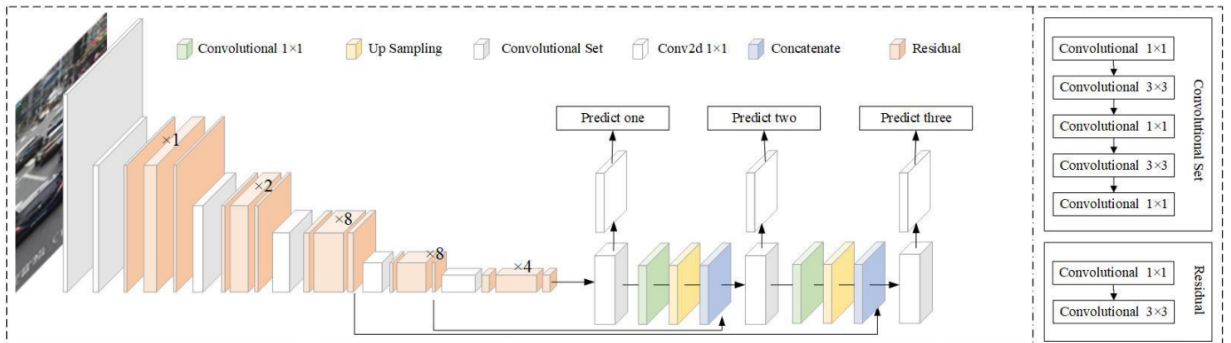 Convolutional 1×1
Up Sampling
Convolutional Set
Conv2d 1×1
Concatenate
Residual
×1
×2
×8
×8
×4
Predict one
Predict two
Predict three
Convolutional 1×1
Convolutional 3×3
Convolutional 1×1
Convolutional 3×3
Convolutional 1×1
Convolutional Set
Convolutional 1×1
Convolutional 3×3
Residual